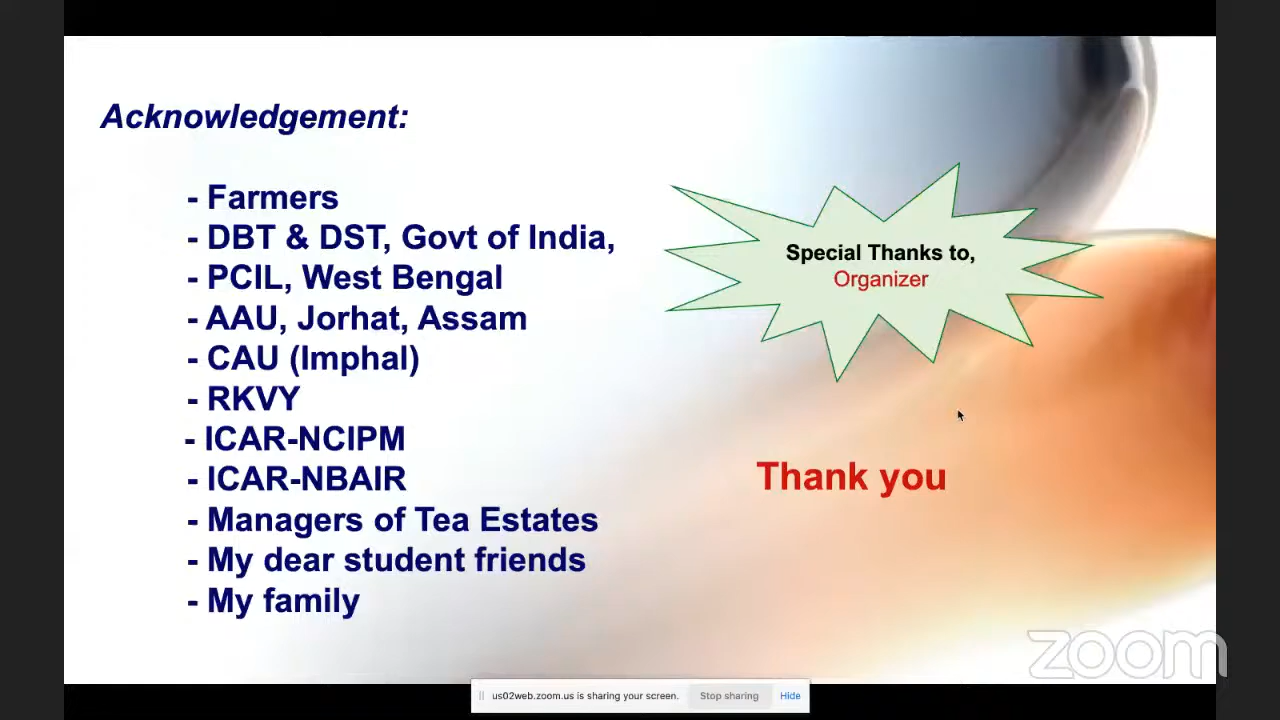 Acknowledgement:
- Farmers
- DBT & DST, Govt of India,
- PCIL, West Bengal
- AAU, Jorhat, Assam
- CAU (Imphal)
- RKVY
- ICAR-NCIPM
- ICAR-NBAIR
- Managers of Tea Estates
- My dear student friends
- My family
Special Thanks to,
Organizer
Thank you
zoom
us02web.zoom.us is sharing your screen.
Stop sharing
Hide